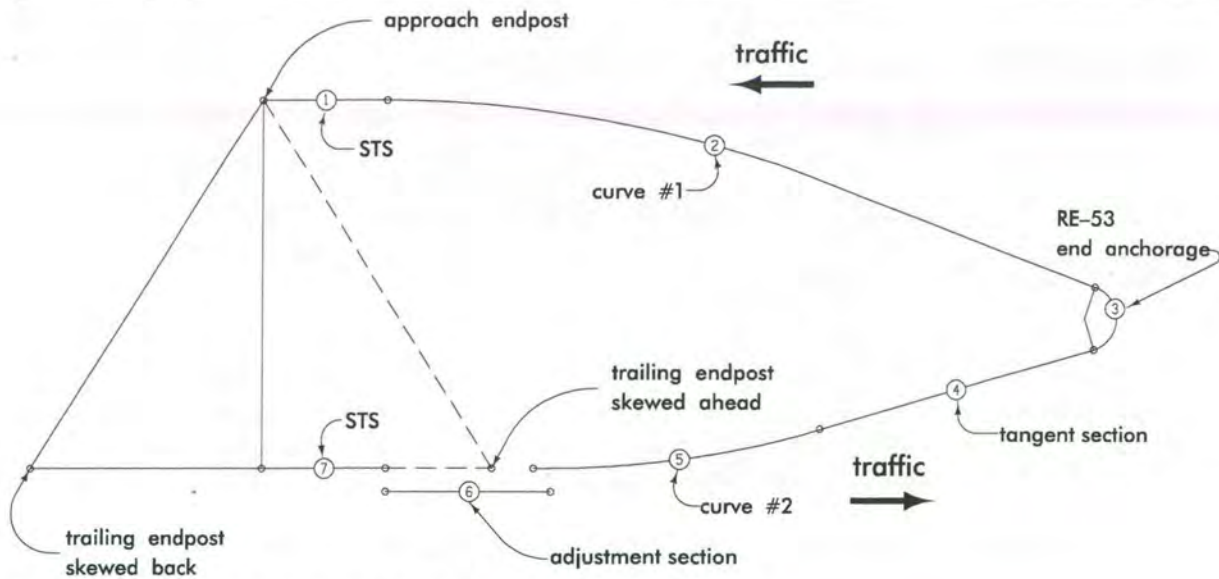 approach endpost
traffic
1
STS
2
curve #1
RE-53
end anchorage
3
trailing endpost
skewed ahead
4
STS
tangent section
7
5
traffic
6
curve #2
trailing endpost
skewed back
adjustment section